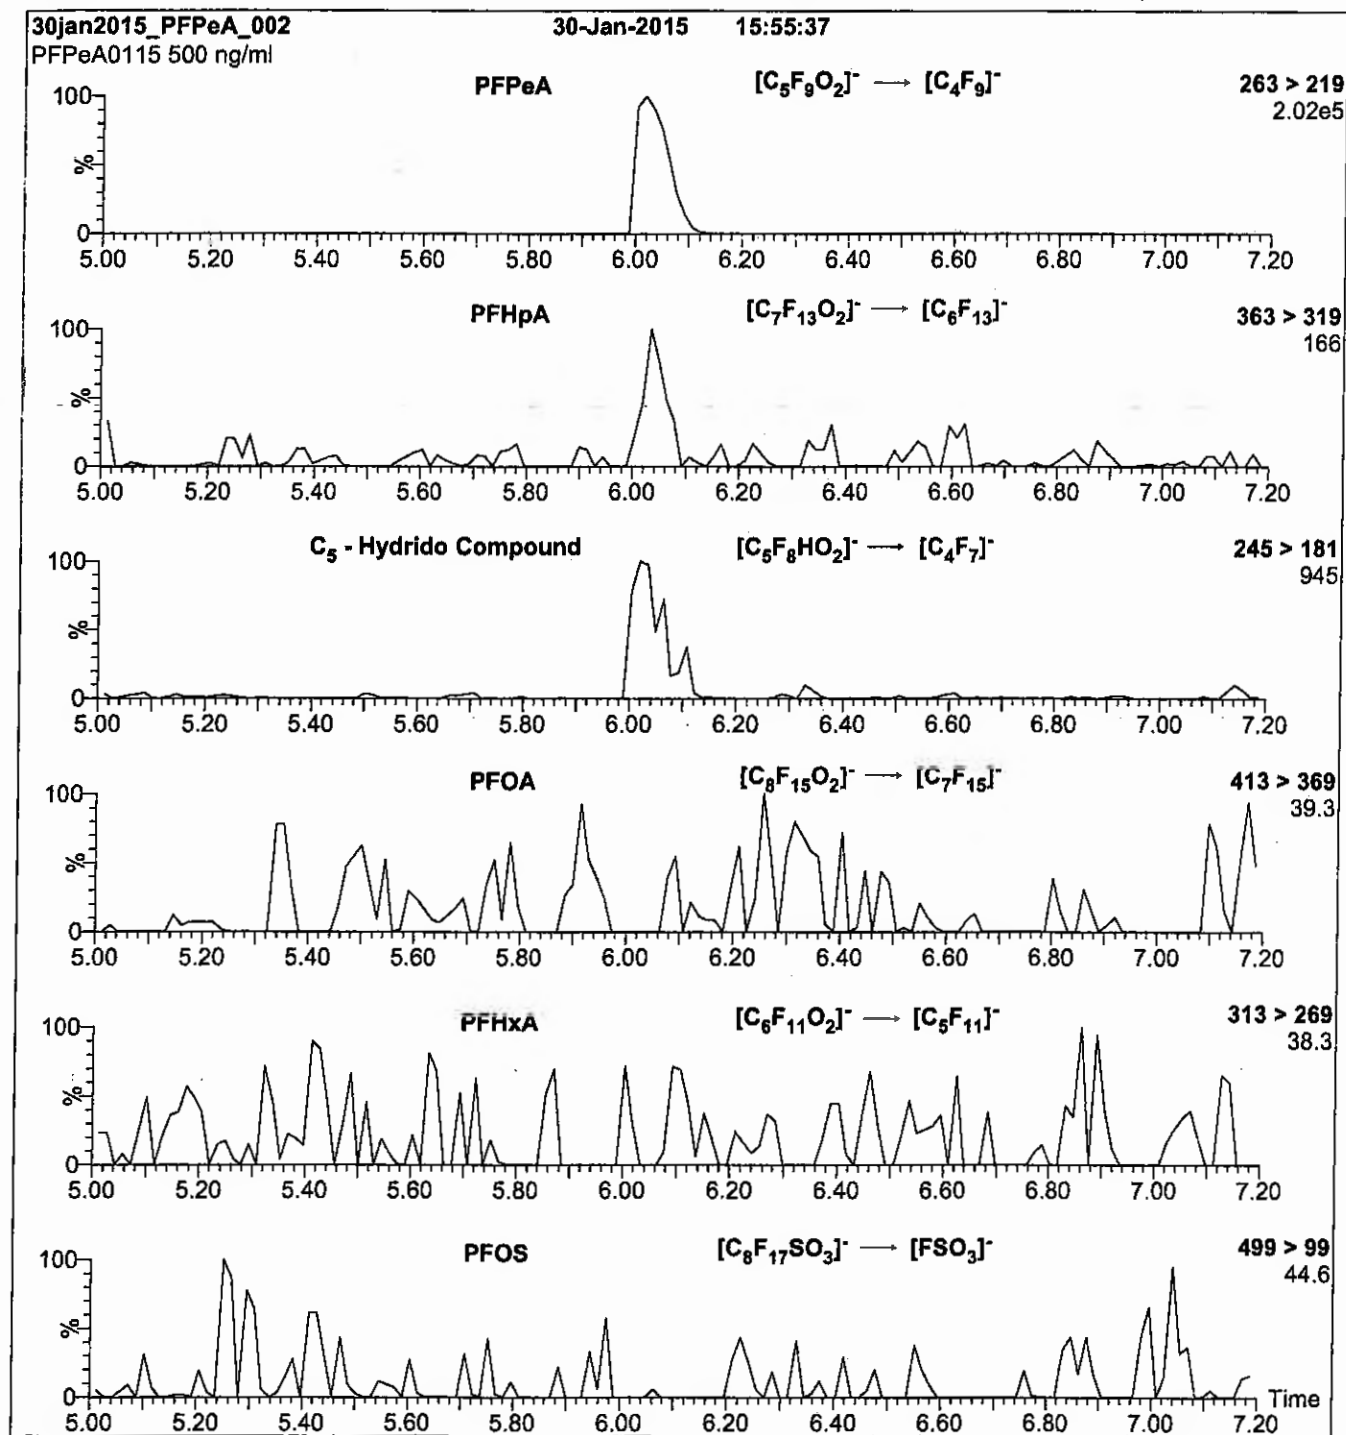 30jan2015_PFPeA_002 30-Jan-2015 15:55:37
PFPeA0115 500 ng/ml
PFPeA [C5F9O2]- → [C4F9]- 263 > 219
2.02e5
100
%
0
5.00 5.20 5.40 5.60 5.80 6.00 6.20 6.40 6.60 6.80 7.00 7.20
PFHpA [C7F13O2]- → [C6F13]- 363 > 319
166
100
%
0
5.00 5.20 5.40 5.60 5.80 6.00 6.20 6.40 6.60 6.80 7.00 7.20
C5 - Hydrido Compound [C5F8HO2]- → [C4F7]- 245 > 181
945
100
%
0
5.00 5.20 5.40 5.60 5.80 6.00 6.20 6.40 6.60 6.80 7.00 7.20
PFOA [C8F15O2]- → [C7F15]- 413 > 369
39.3
100
%
0
5.00 5.20 5.40 5.60 5.80 6.00 6.20 6.40 6.60 6.80 7.00 7.20
PFHxA [C6F11O2]- → [C5F11]- 313 > 269
38.3
100
%
0
5.00 5.20 5.40 5.60 5.80 6.00 6.20 6.40 6.60 6.80 7.00 7.20
PFOS [C8F17SO3]- → [FSO3]- 499 > 99
44.6
100
%
0
Time
5.00 5.20 5.40 5.60 5.80 6.00 6.20 6.40 6.60 6.80 7.00 7.20